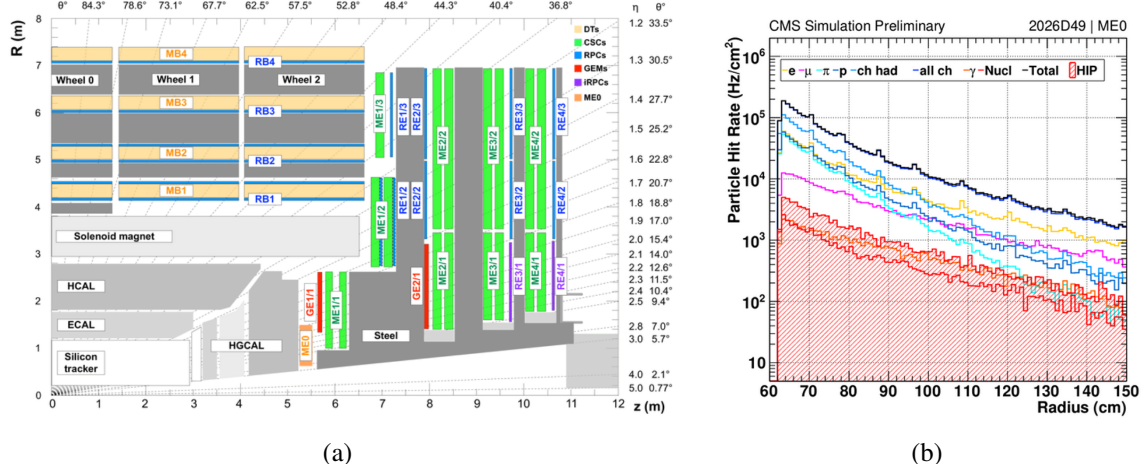 θ° 84.3° 78.6° 73.1° 67.7° 62.5° 57.5° 52.8° 48.4° 44.3° 40.4° 36.8° η θ°
R (m)
8
7
6
5
4
3
2
1
0
MB4
RB4
Wheel 0
Wheel 1
Wheel 2
MB3
RB3
MB2
RB2
MB1
RB1
Solenoid magnet
HCAL
ECAL
Silicon
tracker
HGCAL
Steel
ME0
GE1/1
ME1/1
ME1/2
ME1/3
RE1/3
RE2/3
RE1/2
RE2/2
GE2/1
ME2/2
ME2/1
ME3/2
ME3/1
RE3/3
RE3/2
RE3/1
ME4/2
ME4/1
RE4/3
RE4/2
RE4/1
DTs
CSCs
RPCs
GEMs
iRPCs
ME0
1.2 33.5°
1.3 30.5°
1.4 27.7°
1.5 25.2°
1.6 22.8°
1.7 20.7°
1.8 18.8°
1.9 17.0°
2.0 15.4°
2.1 14.0°
2.2 12.6°
2.3 11.5°
2.4 10.4°
2.5 9.4°
2.8 7.0°
3.0 5.7°
4.0 2.1°
5.0 0.77°
0 1 2 3 4 5 6 7 8 9 10 11 12
z (m)
(a)
CMS Simulation Preliminary 2026D49 | ME0
Particle Hit Rate (Hz/cm²)
10⁶
10⁵
10⁴
10³
10²
10
e μ π p ch had all ch γ Nucl Total HIP
60 70 80 90 100 110 120 130 140 150
Radius (cm)
(b)